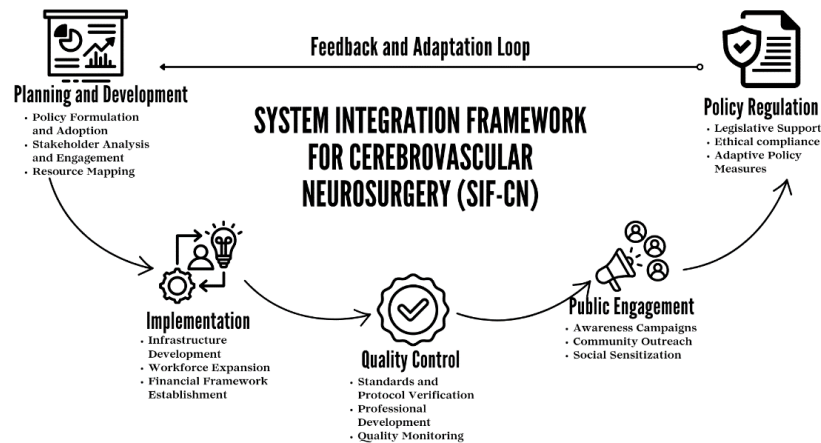 Feedback and Adaptation Loop
SYSTEM INTEGRATION FRAMEWORK
FOR CEREBROVASCULAR
NEUROSURGERY (SIF-CN)
Planning and Development
• Policy Formulation
and Adoption
• Stakeholder Analysis
and Engagement
• Resource Mapping
Implementation
• Infrastructure
Development
• Workforce Expansion
• Financial Framework
Establishment
Quality Control
• Standards and
Protocol Verification
• Professional
Development
• Quality Monitoring
Public Engagement
• Awareness Campaigns
• Community Outreach
• Social Sensitization
Policy Regulation
• Legislative Support
• Ethical compliance
• Adaptive Policy
Measures